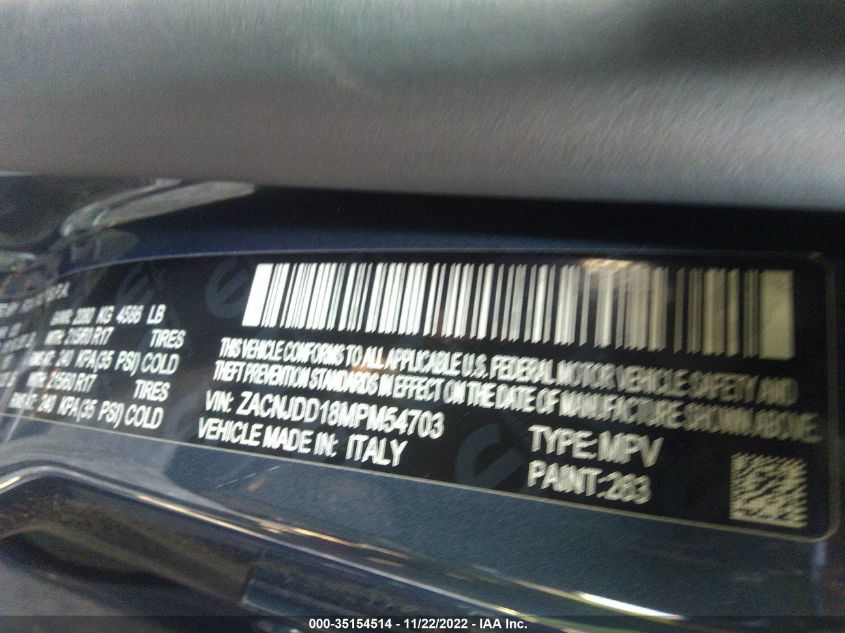 2080 KG 4586 LB
215/60 R17 TIRES
240 KPA(35 PSI) COLD
215/60 R17 TIRES
240 KPA(35 PSI) COLD
THIS VEHICLE CONFORMS TO ALL APPLICABLE U.S. FEDERAL MOTOR VEHICLE SAFETY AND
THEFT PREVENTION STANDARDS IN EFFECT ON THE DATE OF MANUFACTURE SHOWN ABOVE
VIN: ZACNJDD18MPM54703
TYPE:MPV
VEHICLE MADE IN: ITALY
PAINT:283
000-35154514 - 11/22/2022 - IAA Inc.